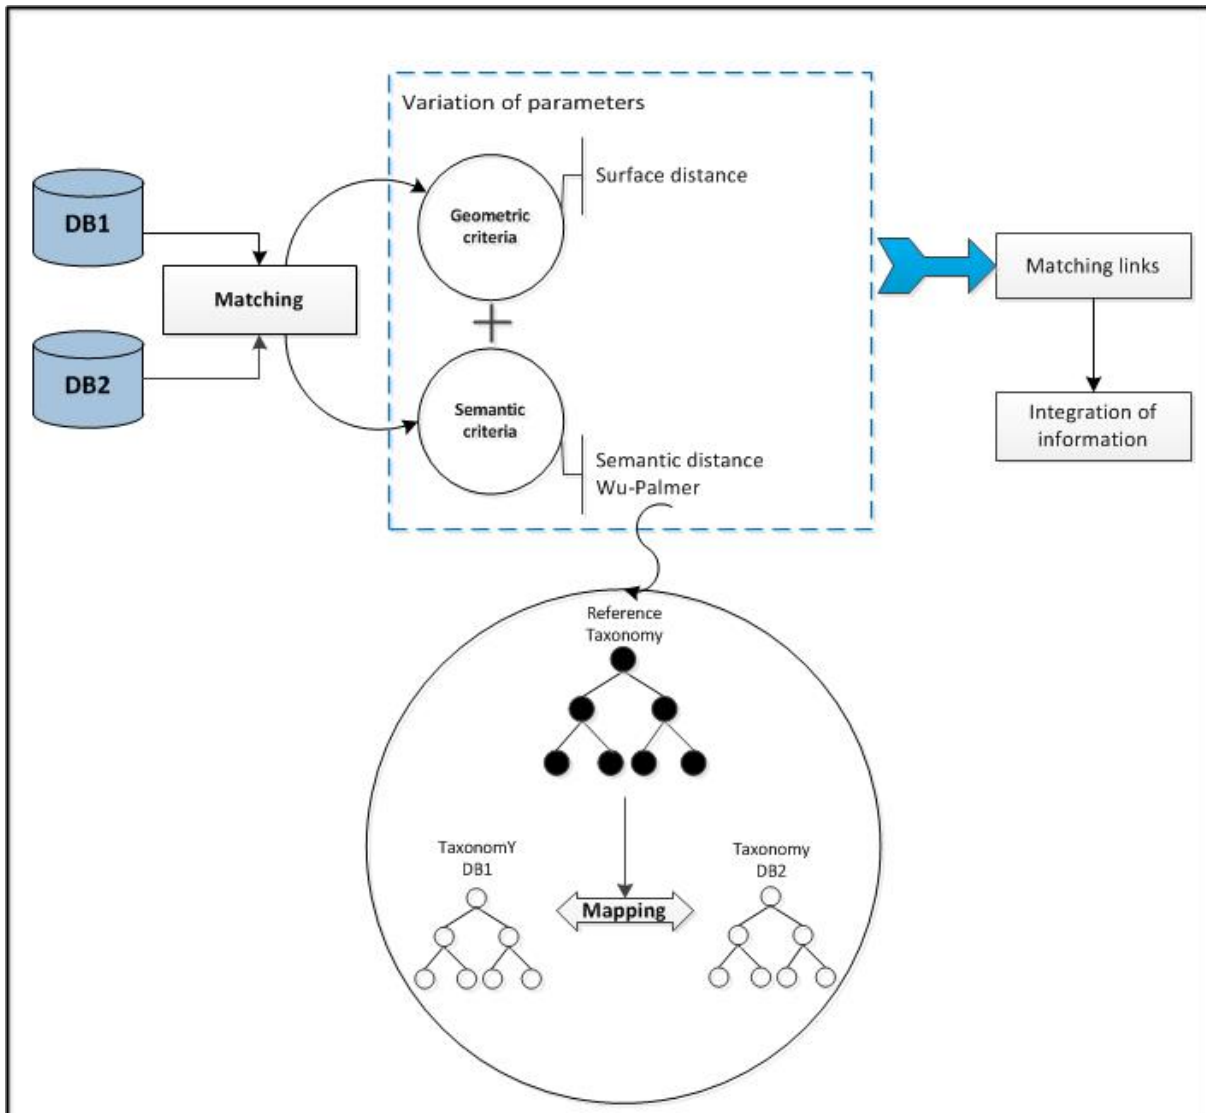 Variation of parameters
DB1
DB2
Matching
Geometric
criteria
Surface distance
Semantic
criteria
Semantic distance
Wu-Palmer
Matching links
Integration of
information
Reference
Taxonomy
TaxonomY
DB1
Mapping
Taxonomy
DB2